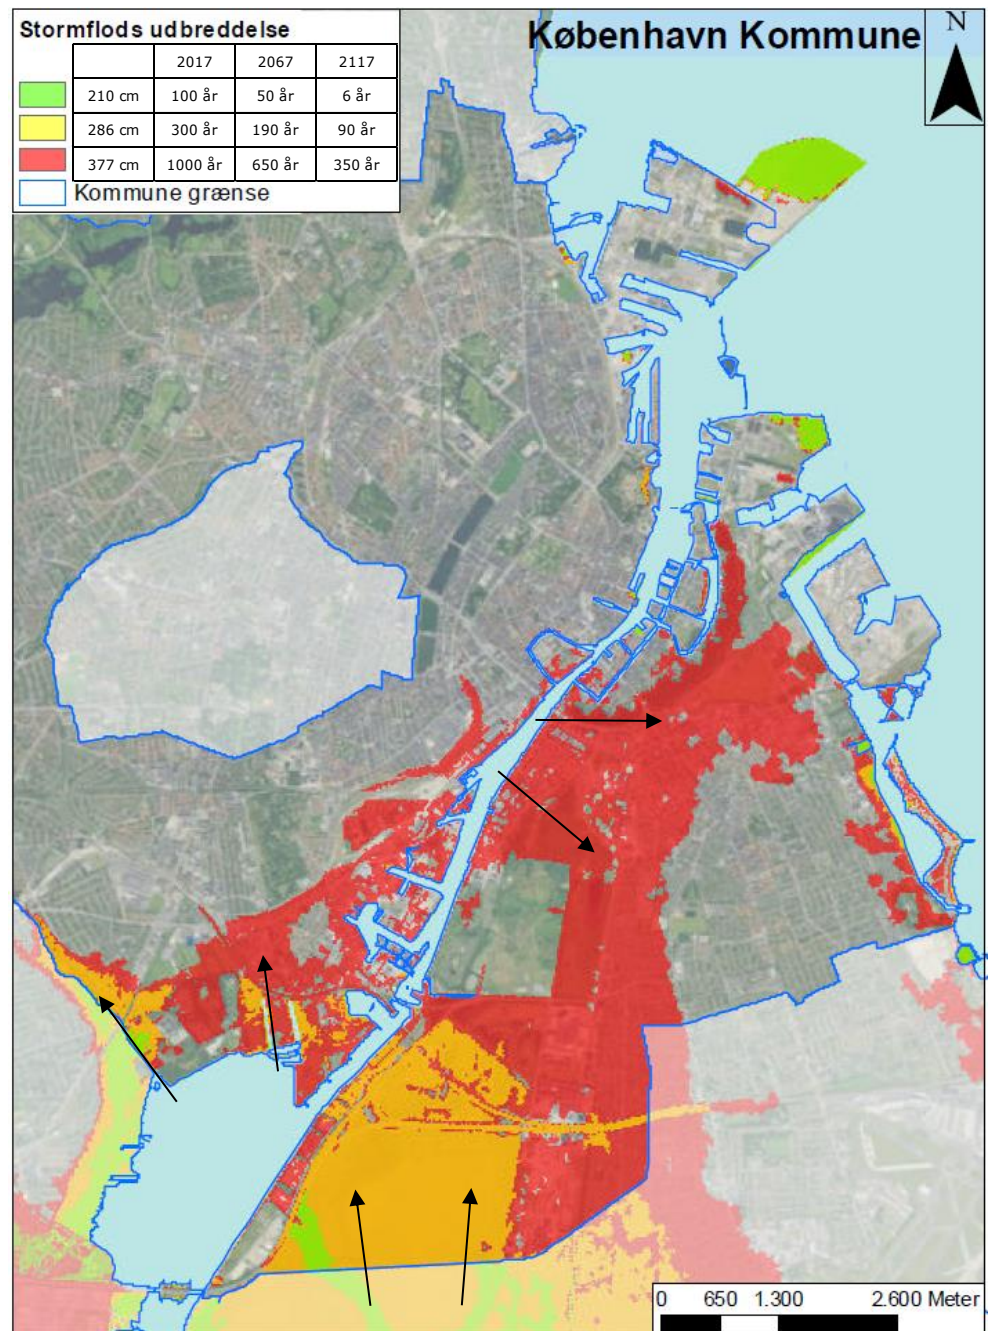 København Kommune
N
Stormflods udbreddelse
2017 2067 2117
210 cm 100 år 50 år 6 år
286 cm 300 år 190 år 90 år
377 cm 1000 år 650 år 350 år
Kommune grænse
0 650 1.300 2.600 Meter